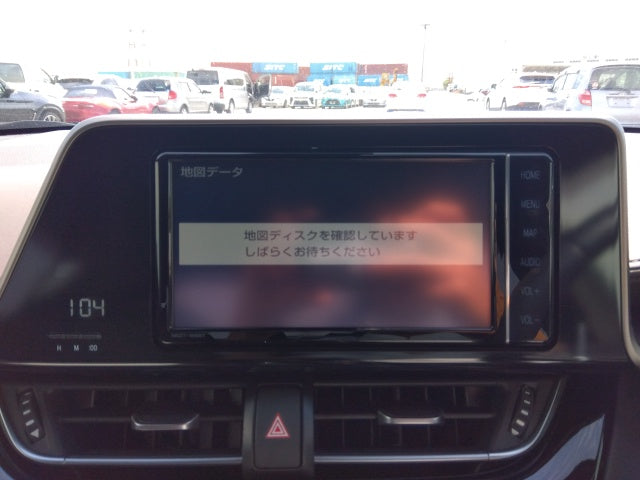 地図データ
地図ディスクを確認しています
しばらくお待ちください
HOME
MENU
MAP
AUDIO
VOL+
VOL-
104
H M :00